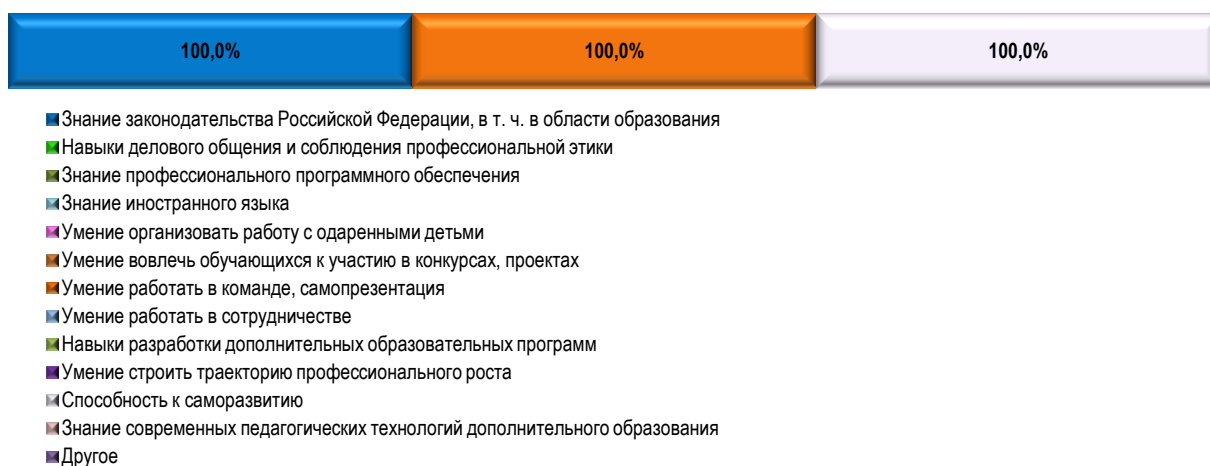 100,0% 100,0% 100,0%
Знание законодательства Российской Федерации, в т. ч. в области образования
Навыки делового общения и соблюдения профессиональной этики
Знание профессионального программного обеспечения
Знание иностранного языка
Умение организовать работу с одаренными детьми
Умение вовлечь обучающихся к участию в конкурсах, проектах
Умение работать в команде, самопрезентация
Умение работать в сотрудничестве
Навыки разработки дополнительных образовательных программ
Умение строить траекторию профессионального роста
Способность к саморазвитию
Знание современных педагогических технологий дополнительного образования
Другое